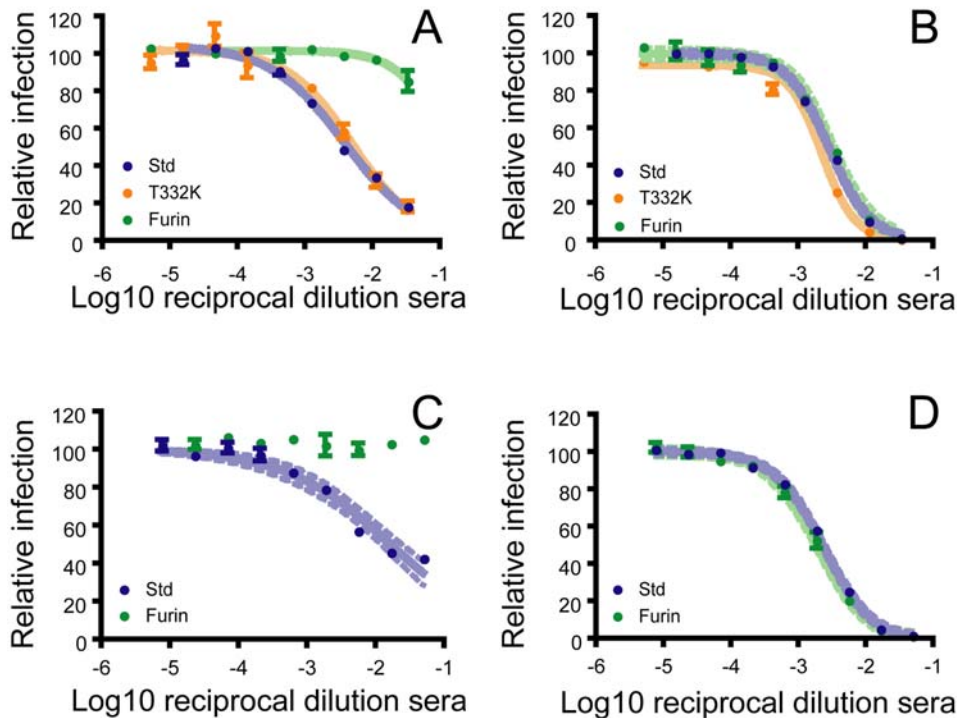 A
Relative infection
120
100
80
60
40
20
0
Std
T332K
Furin
-6 -5 -4 -3 -2 -1
Log10 reciprocal dilution sera
B
Relative infection
120
100
80
60
40
20
0
Std
T332K
Furin
-6 -5 -4 -3 -2 -1
Log10 reciprocal dilution sera
C
Relative infection
120
100
80
60
40
20
0
Std
Furin
-6 -5 -4 -3 -2 -1
Log10 reciprocal dilution sera
D
Relative infection
120
100
80
60
40
20
0
Std
Furin
-6 -5 -4 -3 -2 -1
Log10 reciprocal dilution sera